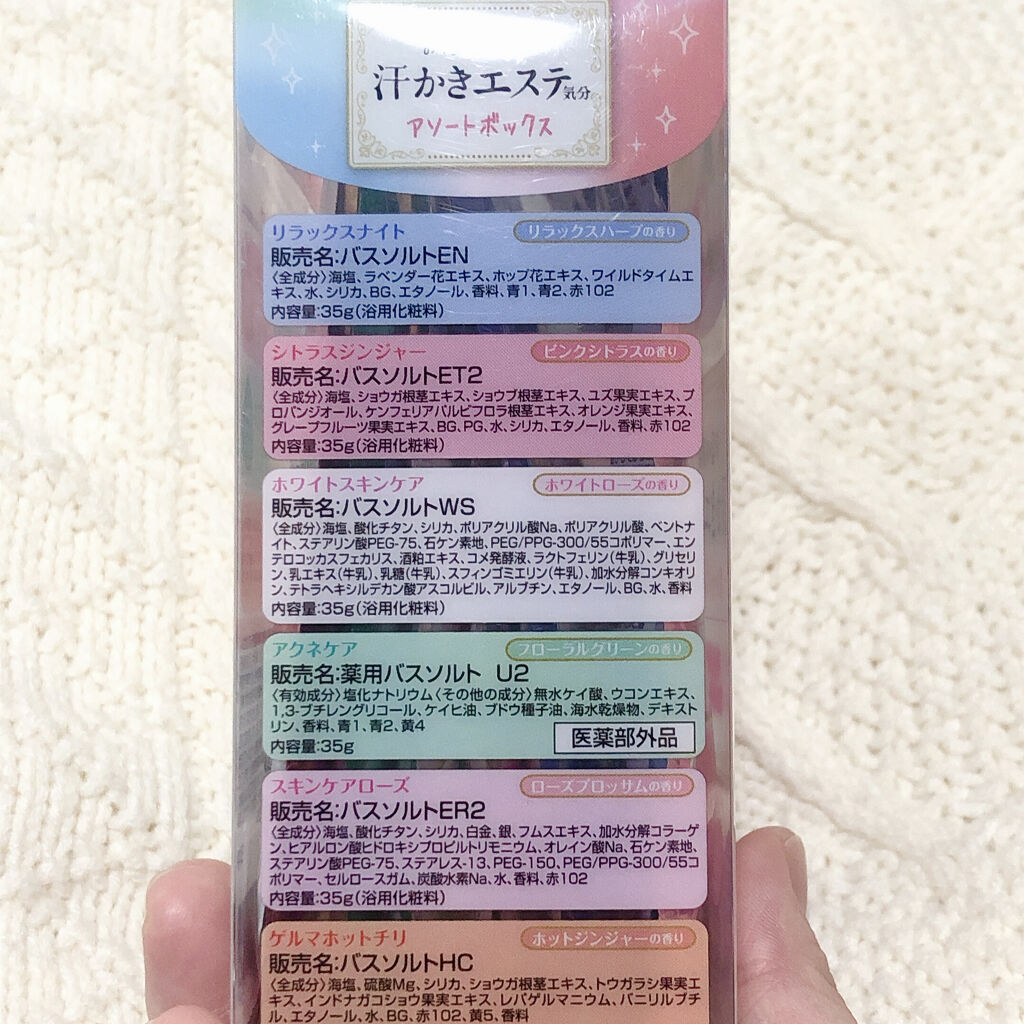 汗かきエステ気分
アソートボックス
リラックスナイト リラックスハーブの香り
販売名:バスソルトEN
〈全成分〉海塩、ラベンダー花エキス、ホップ花エキス、ワイルドタイムエ
キス、水、シリカ、BG、エタノール、香料、青1、青2、赤102
内容量:35g(浴用化粧料)
シトラスジンジャー ピンクシトラスの香り
販売名:バスソルトET2
〈全成分〉海塩、ショウガ根茎エキス、ショウブ根茎エキス、ユズ果実エキス、プ
ロパンジオール、ケンフェリアパルビフロラ根茎エキス、オレンジ果実エキス、
グレープフルーツ果実エキス、BG、PG、水、シリカ、エタノール、香料、赤102
内容量:35g(浴用化粧料)
ホワイトスキンケア ホワイトローズの香り
販売名:バスソルトWS
〈全成分〉海塩、酸化チタン、シリカ、ポリアクリル酸Na、ポリアクリル酸、ベントナ
イト、ステアリン酸PEG-75、石ケン素地、PEG/PPG-300/55コポリマー、エン
テロコッカスフェカリス、酒粕エキス、コメ発酵液、ラクトフェリン(牛乳)、グリセリ
ン、乳エキス(牛乳)、乳糖(牛乳)、スフィンゴミエリン(牛乳)、加水分解コンキオリ
ン、テトラヘキシルデカン酸アスコルビル、アルブチン、エタノール、BG、水、香料
内容量:35g(浴用化粧料)
アクネケア フローラルグリーンの香り
販売名:薬用バスソルト U2
〈有効成分〉塩化ナトリウム〈その他の成分〉無水ケイ酸、ウコンエキス、
1,3-ブチレングリコール、ケイヒ油、ブドウ種子油、海水乾燥物、デキスト
リン、香料、青1、青2、黄4
内容量:35g 医薬部外品
スキンケアローズ ローズブロッサムの香り
販売名:バスソルトER2
〈全成分〉海塩、酸化チタン、シリカ、白金、銀、フムスエキス、加水分解コラーゲ
ン、ヒアルロン酸ヒドロキシプロピルトリモニウム、オレイン酸Na、石ケン素地、
ステアリン酸PEG-75、ステアレス-13、PEG-150、PEG/PPG-300/55コ
ポリマー、セルロースガム、炭酸水素Na、水、香料、赤102
内容量:35g(浴用化粧料)
ゲルマホットチリ ホットジンジャーの香り
販売名:バスソルトHC
〈全成分〉海塩、硫酸Mg、シリカ、ショウガ根茎エキス、トウガラシ果実エ
キス、インドナガコショウ果実エキス、レパゲルマニウム、バニリルブチ
ル、エタノール、水、BG、赤102、黄5、香料